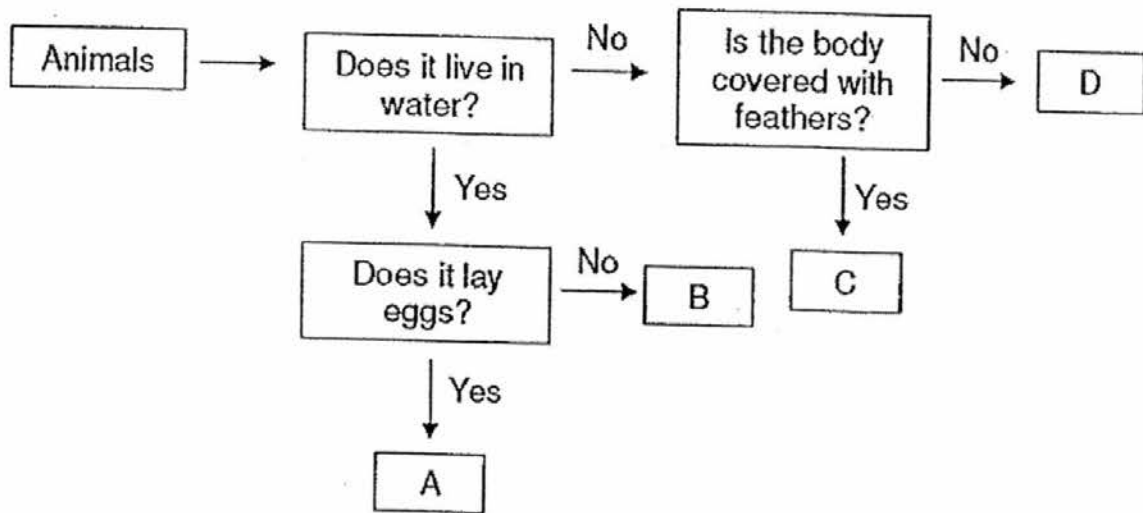 Animals
Does it live in
water?
No
Is the body
covered with
feathers?
No
D
Yes
Yes
Does it lay
eggs?
No
B
C
Yes
A